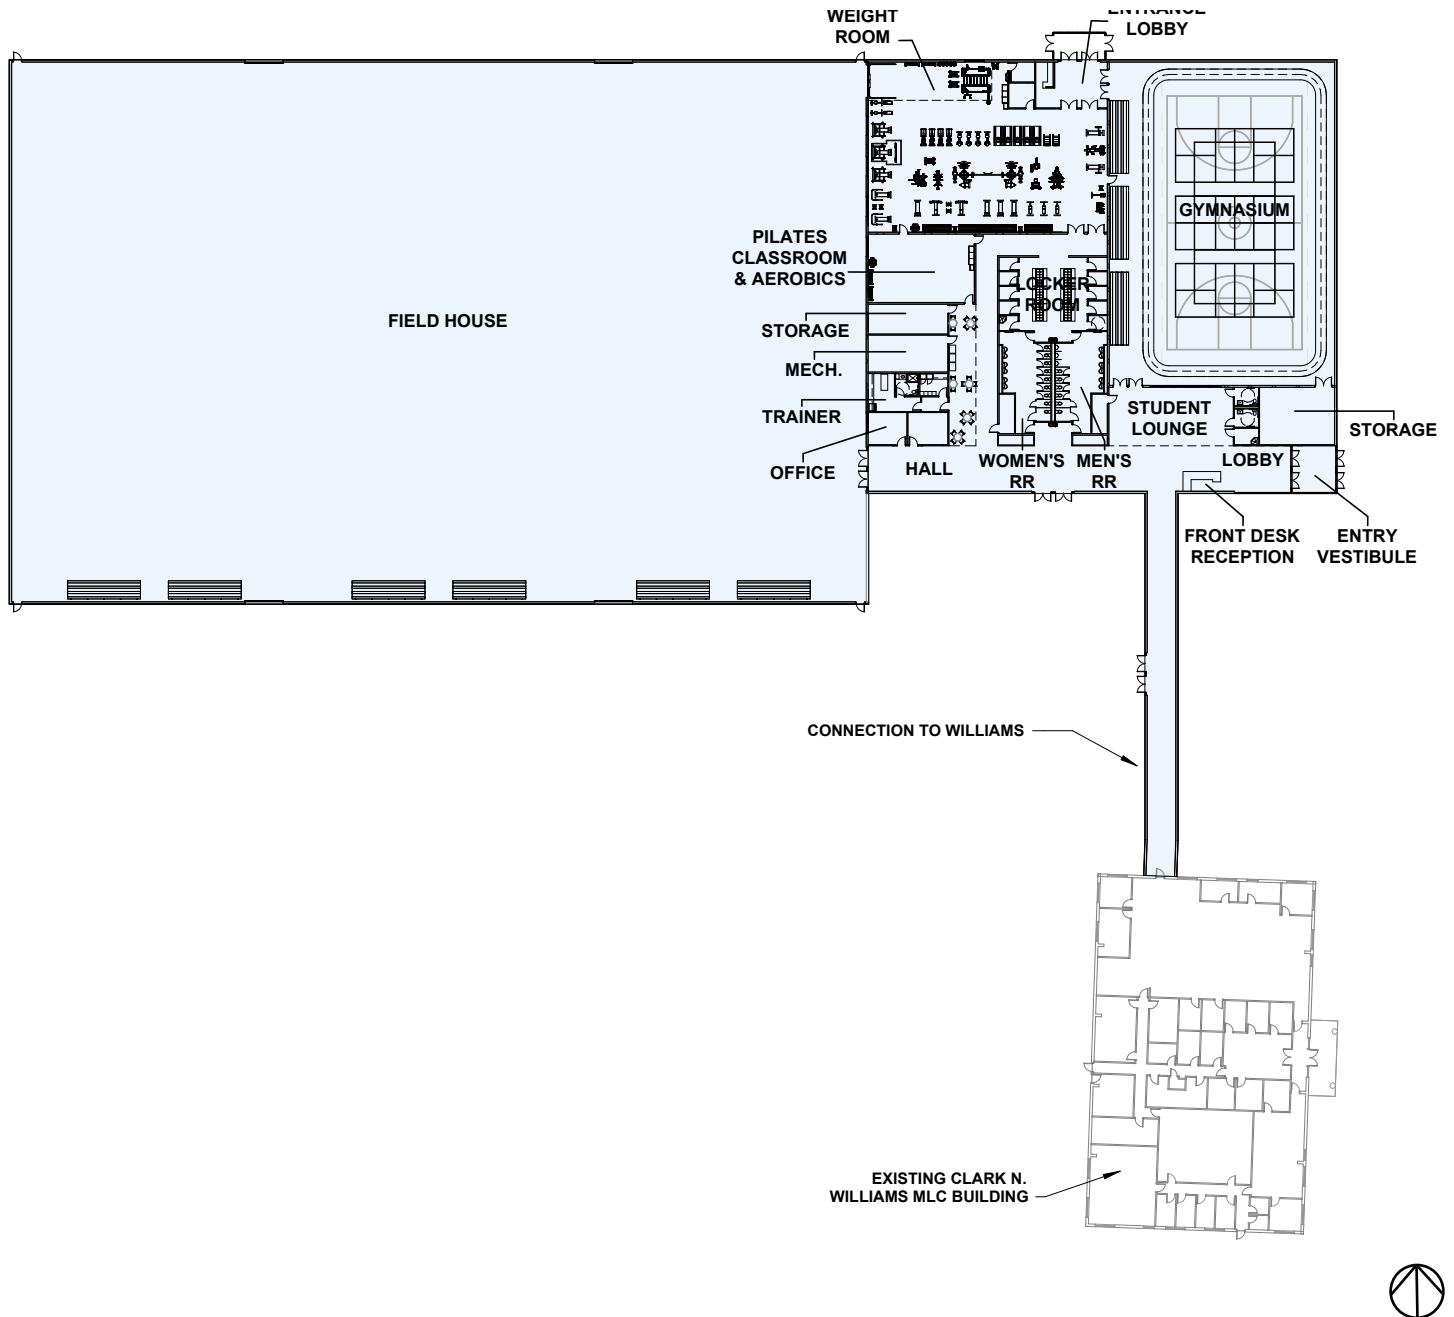 WEIGHT
ROOM
ENTRANCE
LOBBY
GYMNASIUM
PILATES
CLASSROOM
& AEROBICS
LOCKER
ROOM
FIELD HOUSE
STORAGE
MECH.
TRAINER
STUDENT
LOUNGE
STORAGE
OFFICE
HALL
WOMEN'S
RR
MEN'S
RR
LOBBY
FRONT DESK
RECEPTION
ENTRY
VESTIBULE
CONNECTION TO WILLIAMS
EXISTING CLARK N.
WILLIAMS MLC BUILDING